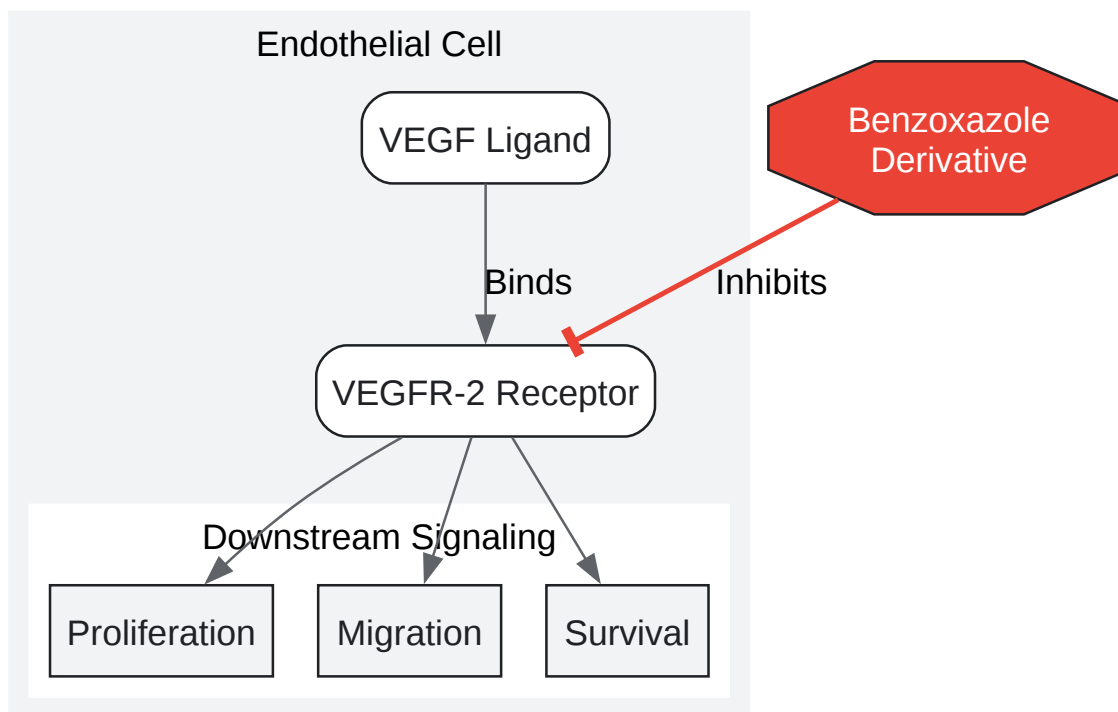 Endothelial Cell
VEGF Ligand
Benzoxazole
Derivative
Binds
Inhibits
VEGFR-2 Receptor
Downstream Signaling
Proliferation
Migration
Survival